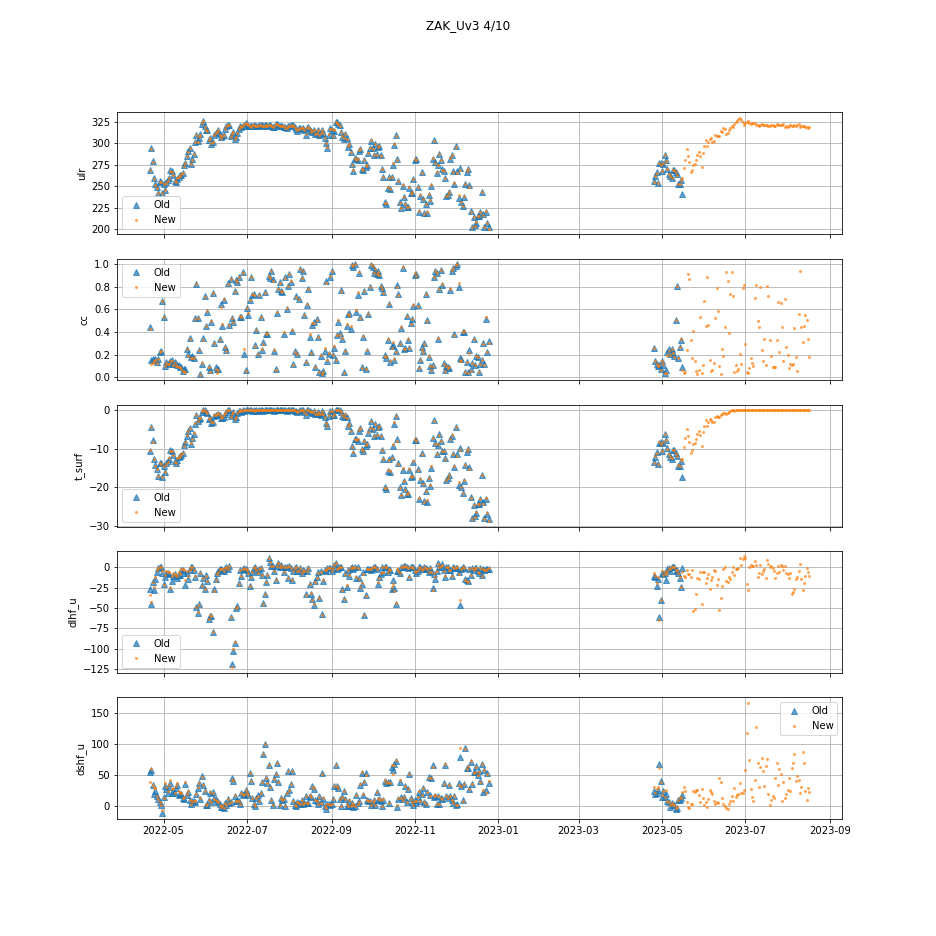 ZAK_Uv3 4/10
325
300
275
250
225
200
ulr
Old
New
1.0
0.8
0.6
0.4
0.2
0.0
cc
Old
New
0
−10
−20
−30
t_surf
Old
New
0
−25
−50
−75
−100
−125
dlhf_u
Old
New
150
100
50
0
dshf_u
Old
New
2022-05 2022-07 2022-09 2022-11 2023-01 2023-03 2023-05 2023-07 2023-09